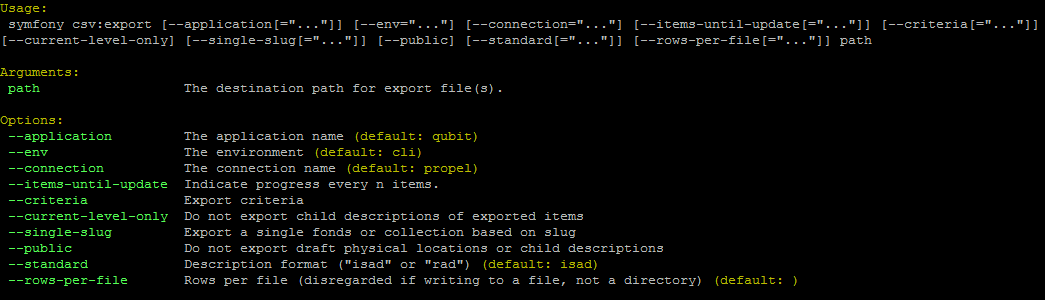 Usage:
symfony csv:export [--application[="..."]] [--env="..."] [--connection="..."] [--items-until-update[="..."]] [--criteria[="..."]]
[--current-level-only] [--single-slug[="..."]] [--public] [--standard[="..."]] [--rows-per-file[="..."]] path
Arguments:
path The destination path for export file(s).
Options:
--application The application name (default: qubit)
--env The environment (default: cli)
--connection The connection name (default: propel)
--items-until-update Indicate progress every n items.
--criteria Export criteria
--current-level-only Do not export child descriptions of exported items
--single-slug Export a single fonds or collection based on slug
--public Do not export draft physical locations or child descriptions
--standard Description format ("isad" or "rad") (default: isad)
--rows-per-file Rows per file (disregarded if writing to a file, not a directory) (default: )